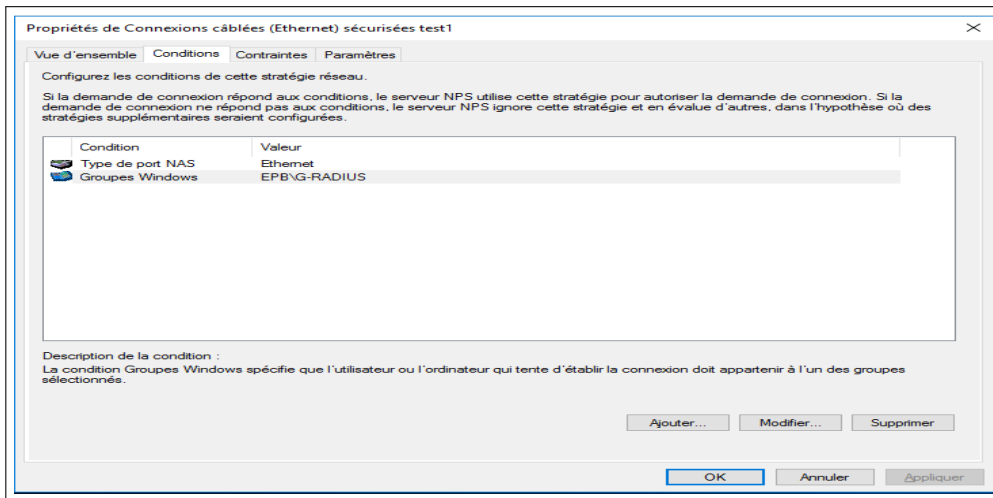 Propriétés de Connexions câblées (Ethernet) sécurisées test1
Vue d'ensemble Conditions Contraintes Paramètres
Configurez les conditions de cette stratégie réseau.
Si la demande de connexion répond aux conditions, le serveur NPS utilise cette stratégie pour autoriser la demande de connexion. Si la
demande de connexion ne répond pas aux conditions, le serveur NPS ignore cette stratégie et en évalue d'autres, dans l'hypothèse où des
stratégies supplémentaires seraient configurées.
Condition Valeur
Type de port NAS Ethernet
Groupes Windows EPB\G-RADIUS
Description de la condition :
La condition Groupes Windows spécifie que l'utilisateur ou l'ordinateur qui tente d'établir la connexion doit appartenir à l'un des groupes
sélectionnés.
Ajouter... Modifier... Supprimer
OK Annuler Appliquer